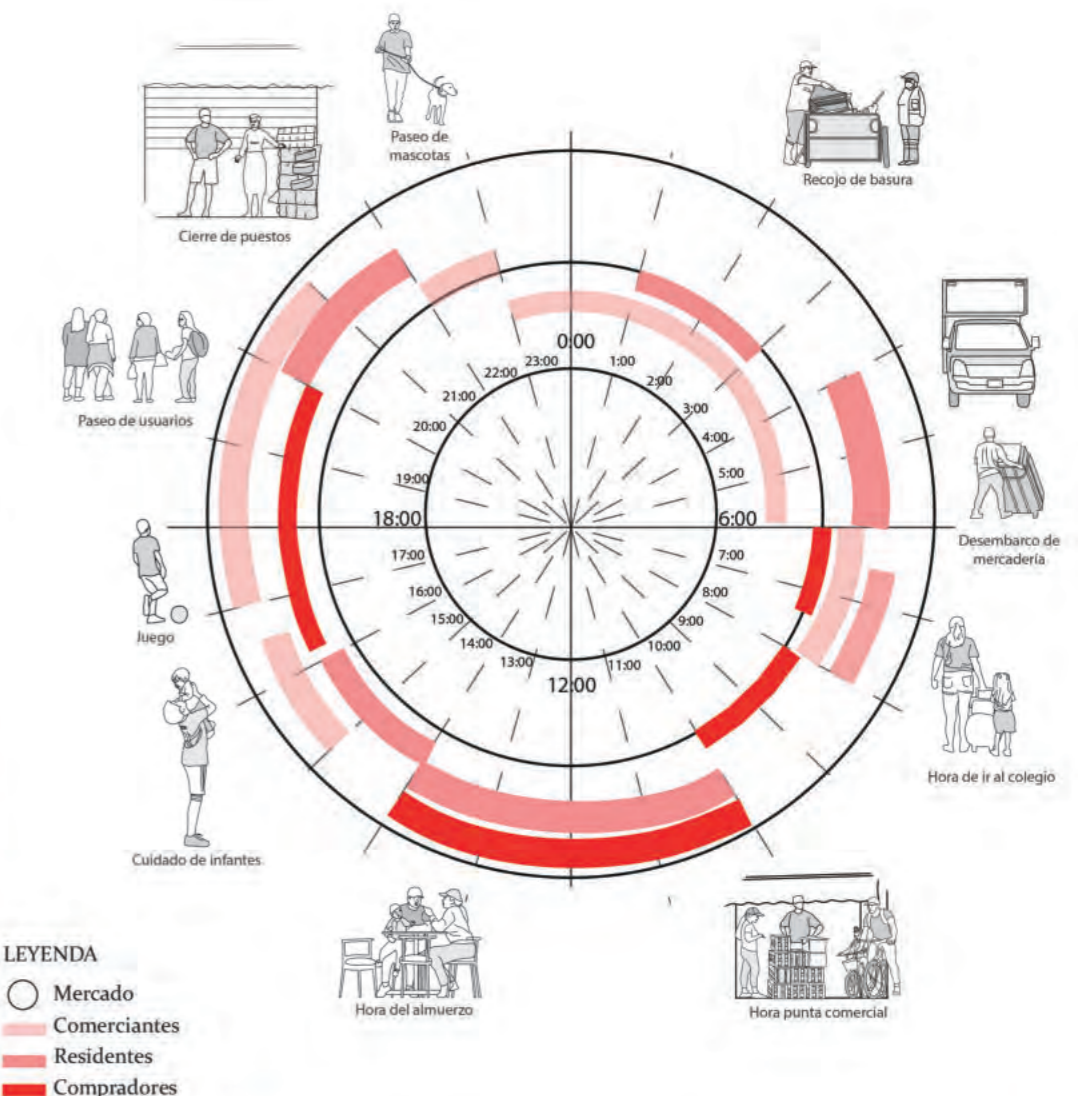 Paseo de
mascotas
Recojo de basura
Cierre de puestos
Paseo de usuarios
Desembarco de
mercadería
Juego
Hora de ir al colegio
Cuidado de infantes
Hora del almuerzo
Hora punta comercial
0:00
1:00
2:00
3:00
4:00
5:00
6:00
7:00
8:00
9:00
10:00
11:00
12:00
13:00
14:00
15:00
16:00
17:00
18:00
19:00
20:00
21:00
22:00
23:00
LEYENDA
Mercado
Comerciantes
Residentes
Compradores